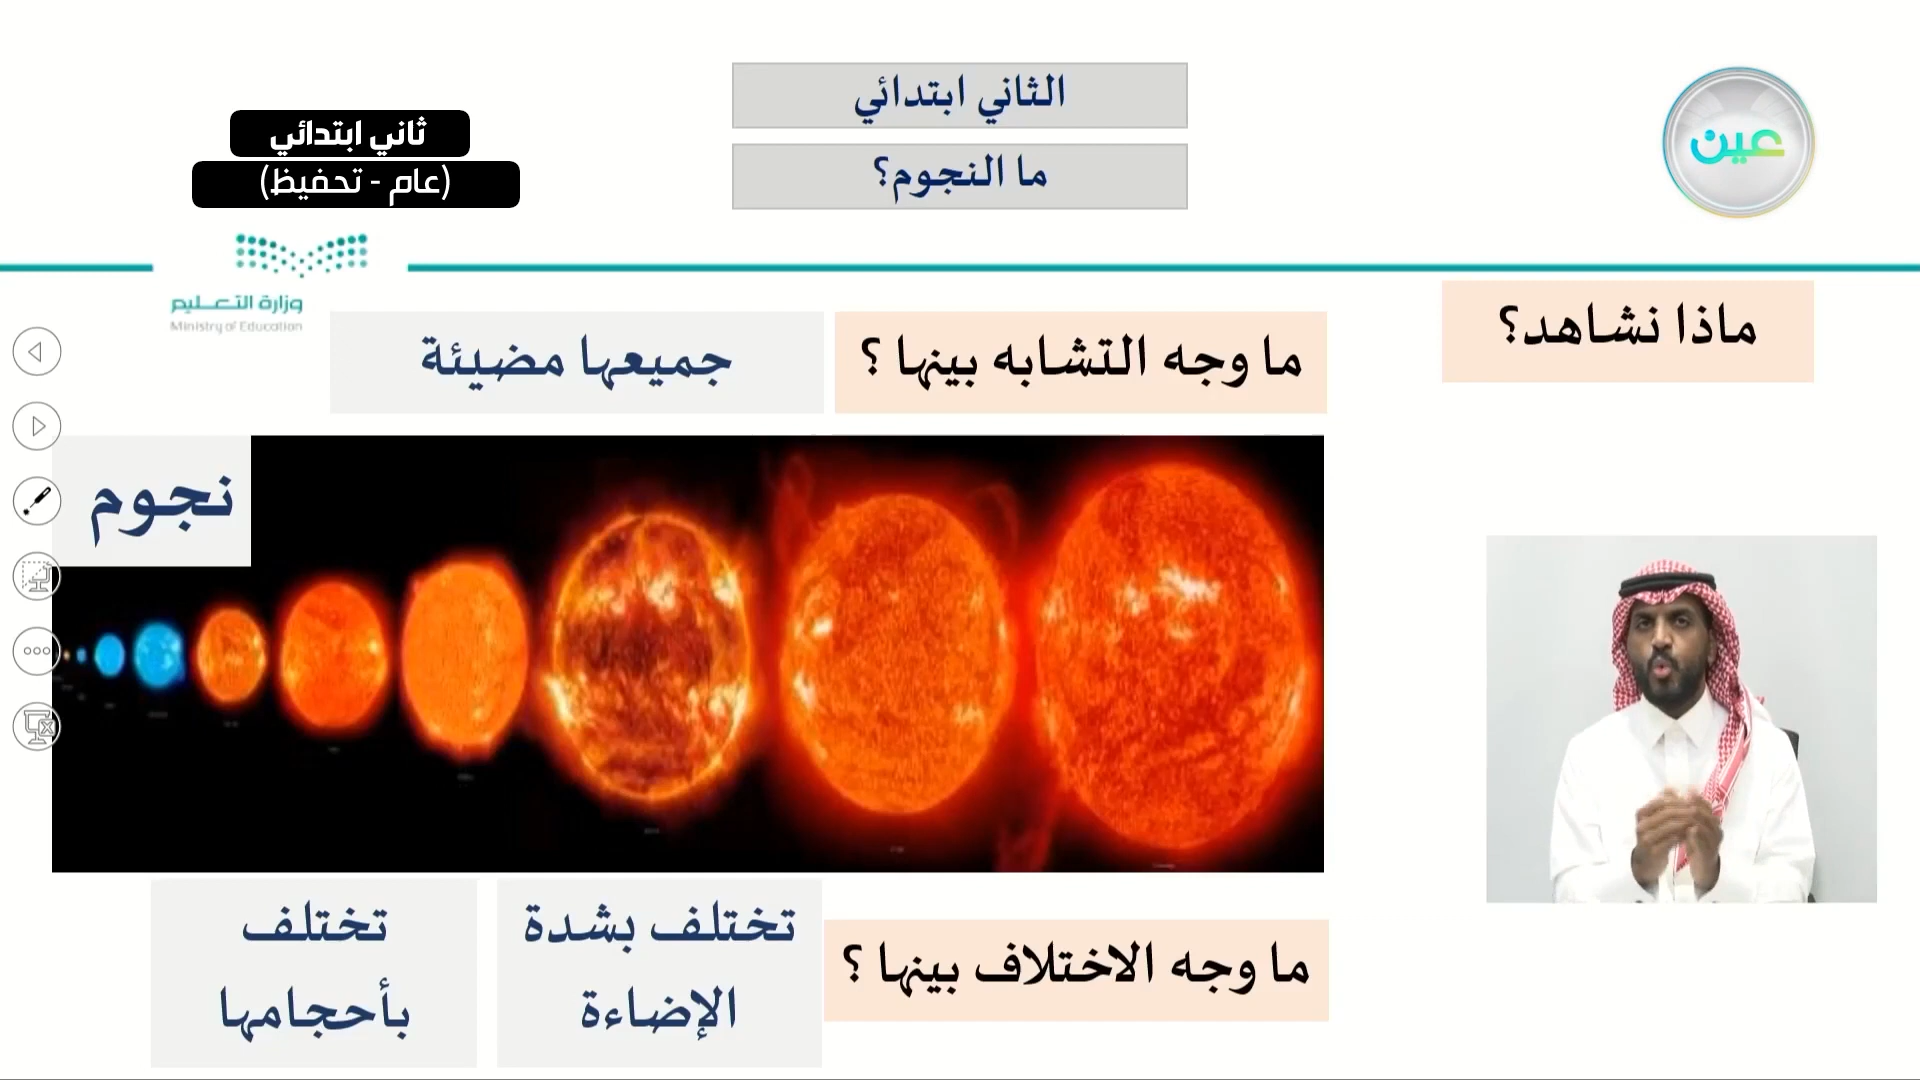 الثاني ابتدائي
ما النجوم؟
عين
ثاني ابتدائي
(عام - تحفيظ)
وزارة التعليم
Ministry of Education
ماذا نشاهد؟
ما وجه التشابه بينها ؟
جميعها مضيئة
نجوم
ما وجه الاختلاف بينها ؟
تختلف بشدة
الإضاءة
تختلف
بأحجامها